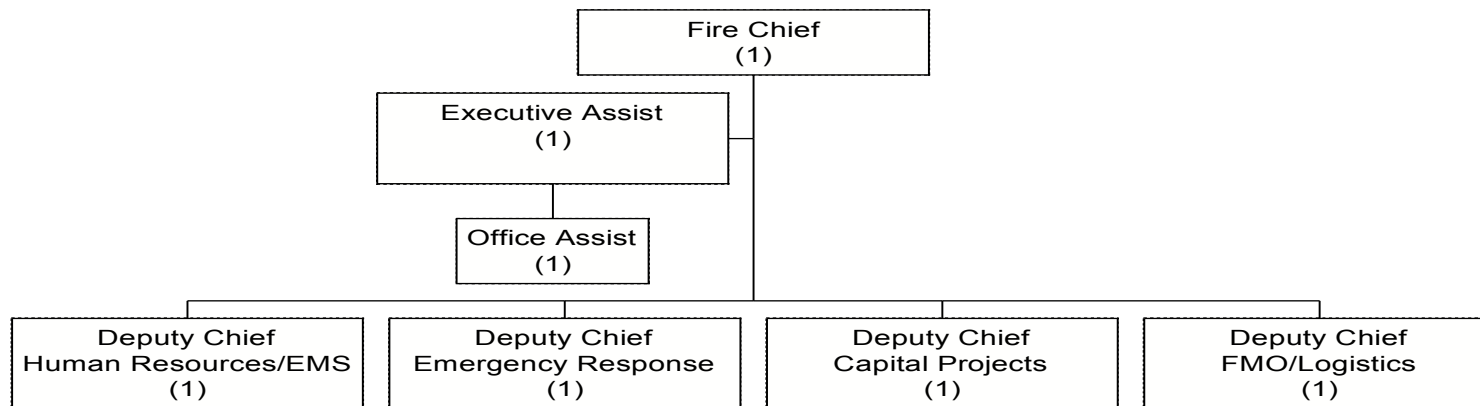 Fire Chief
(1)
Executive Assist
(1)
Office Assist
(1)
Deputy Chief
Human Resources/EMS
(1)
Deputy Chief
Emergency Response
(1)
Deputy Chief
Capital Projects
(1)
Deputy Chief
FMO/Logistics
(1)